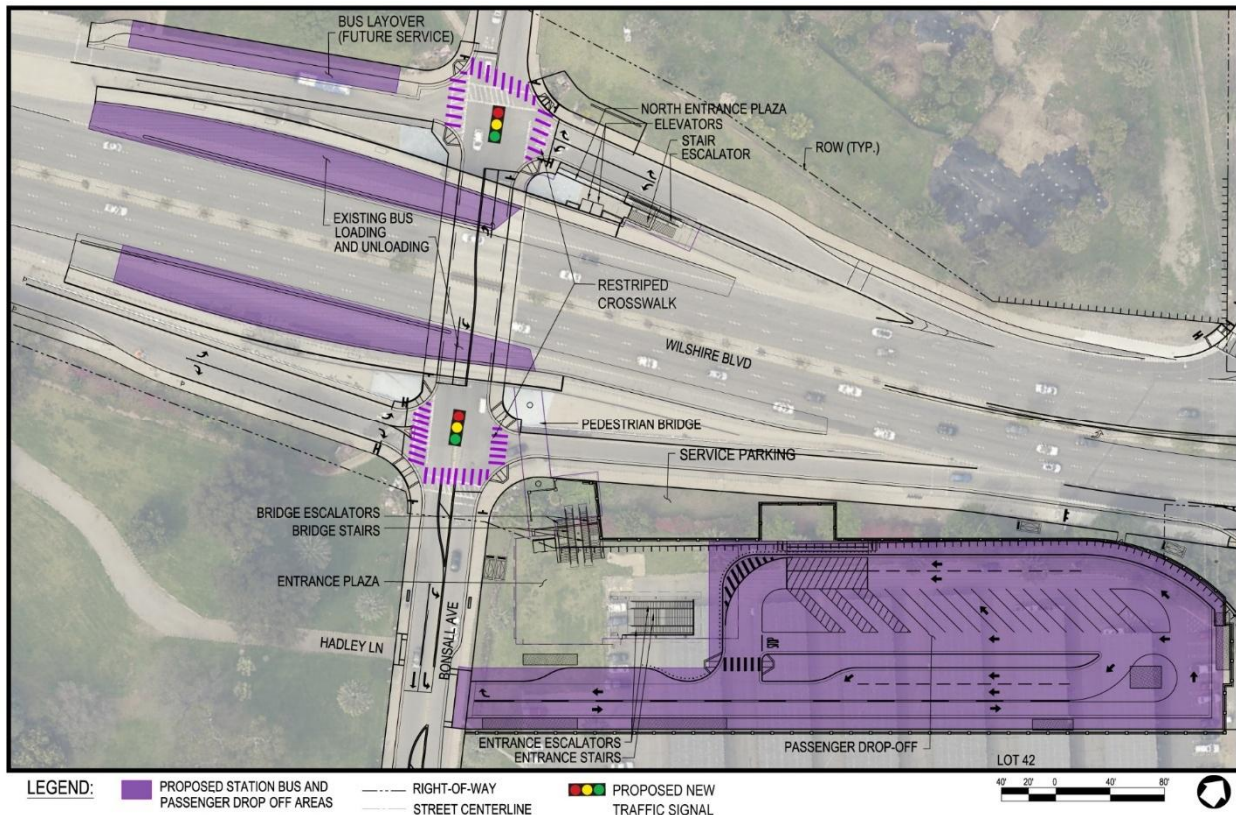 BUS LAYOVER
(FUTURE SERVICE)
NORTH ENTRANCE PLAZA
ELEVATORS
STAIR
ESCALATOR
ROW (TYP.)
EXISTING BUS
LOADING
AND UNLOADING
RESTRIPED
CROSSWALK
WILSHIRE BLVD
PEDESTRIAN BRIDGE
SERVICE PARKING
BRIDGE ESCALATORS
BRIDGE STAIRS
ENTRANCE PLAZA
HADLEY LN
BONSALL AVE
ENTRANCE ESCALATORS
ENTRANCE STAIRS
PASSENGER DROP-OFF
LOT 42
LEGEND:
PROPOSED STATION BUS AND
PASSENGER DROP OFF AREAS
RIGHT-OF-WAY
STREET CENTERLINE
PROPOSED NEW
TRAFFIC SIGNAL
40' 20' 0 40' 80'